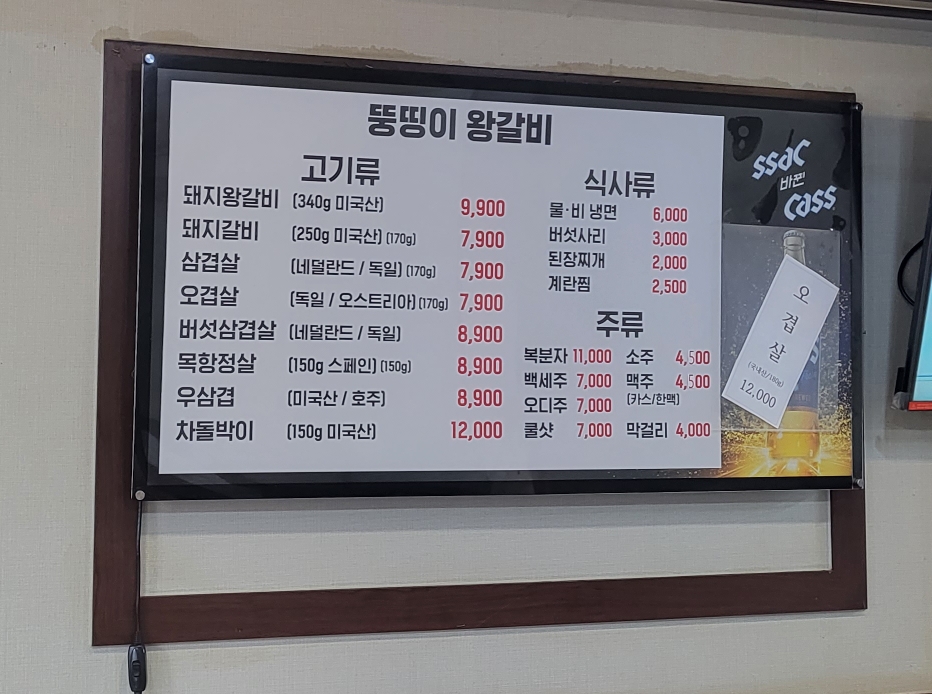 뚱띵이 왕갈비
고기류
돼지왕갈비 (340g 미국산) 9,900
돼지갈비 (250g 미국산) (170g) 7,900
삼겹살 (네덜란드 / 독일) (170g) 7,900
오겹살 (독일 / 오스트리아) (170g) 7,900
버섯삼겹살 (네덜란드 / 독일) 8,900
목항정살 (150g 스페인) (150g) 8,900
우삼겹 (미국산 / 호주) 8,900
차돌박이 (150g 미국산) 12,000
식사류
물·비 냉면 6,000
버섯사리 3,000
된장찌개 2,000
계란찜 2,500
주류
복분자 11,000 소주 4,500
백세주 7,000 맥주 4,500
(카스/한맥)
오디주 7,000
쿨샷 7,000 막걸리 4,000
ssac
바꾼
cass
오겹살
(국내산/180g)
12,000